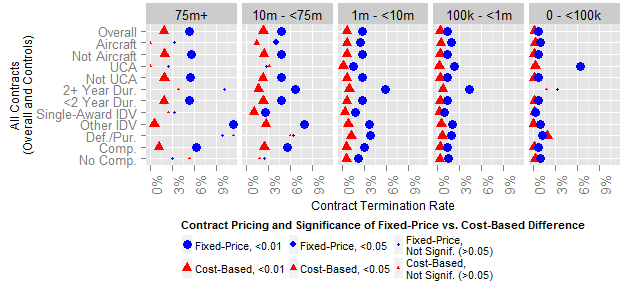 75m+ 10m - <75m 1m - <10m 100k - <1m 0 - <100k
All Contracts
(Overall and Controls)
Overall
Aircraft
Not Aircraft
UCA
Not UCA
2+ Year Dur.
<2 Year Dur.
Single-Award IDV
Other IDV
Def./Pur.
Comp.
No Comp.
0% 3% 6% 9% 0% 3% 6% 9% 0% 3% 6% 9% 0% 3% 6% 9% 0% 3% 6% 9%
Contract Termination Rate
Contract Pricing and Significance of Fixed-Price vs. Cost-Based Difference
Fixed-Price, <0.01 Fixed-Price, <0.05 Fixed-Price,
Not Signif. (>0.05)
Cost-Based, <0.01 Cost-Based, <0.05 Cost-Based,
Not Signif. (>0.05)